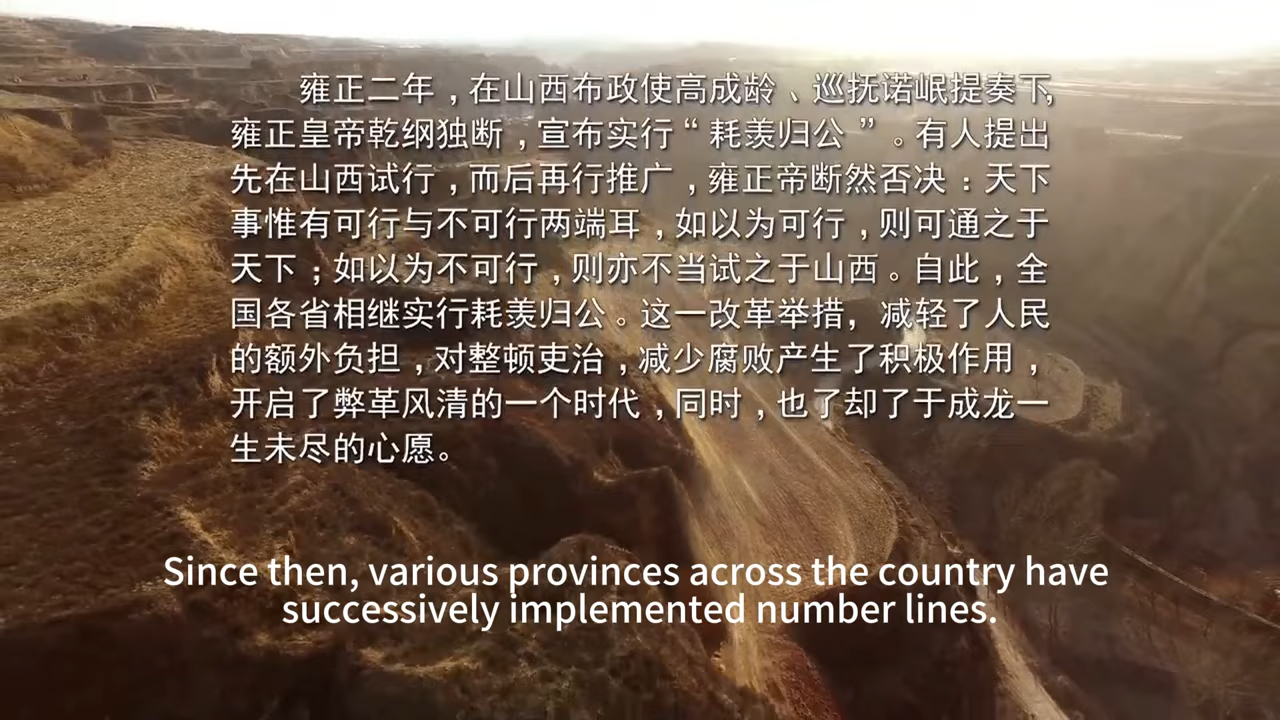 雍正二年，在山西布政使高成龄、巡抚诺岷提奏下,
雍正皇帝乾纲独断，宣布实行“耗羡归公”。有人提出
先在山西试行，而后再行推广，雍正帝断然否决：天下
事惟有可行与不可行两端耳，如以为可行，则可通之于
天下；如以为不可行，则亦不当试之于山西。自此，全
国各省相继实行耗羡归公。这一改革举措，减轻了人民
的额外负担，对整顿吏治，减少腐败产生了积极作用，
开启了弊革风清的一个时代，同时，也了却了于成龙一
生未尽的心愿。
Since then, various provinces across the country have
successively implemented number lines.